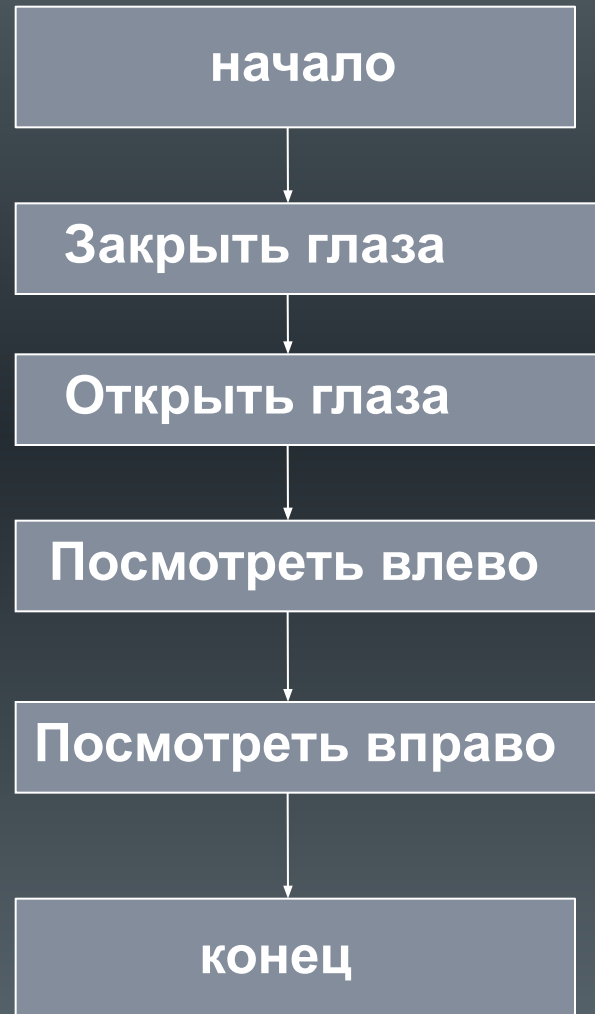 начало
Закрыть глаза
Открыть глаза
Посмотреть влево
Посмотреть вправо
конец